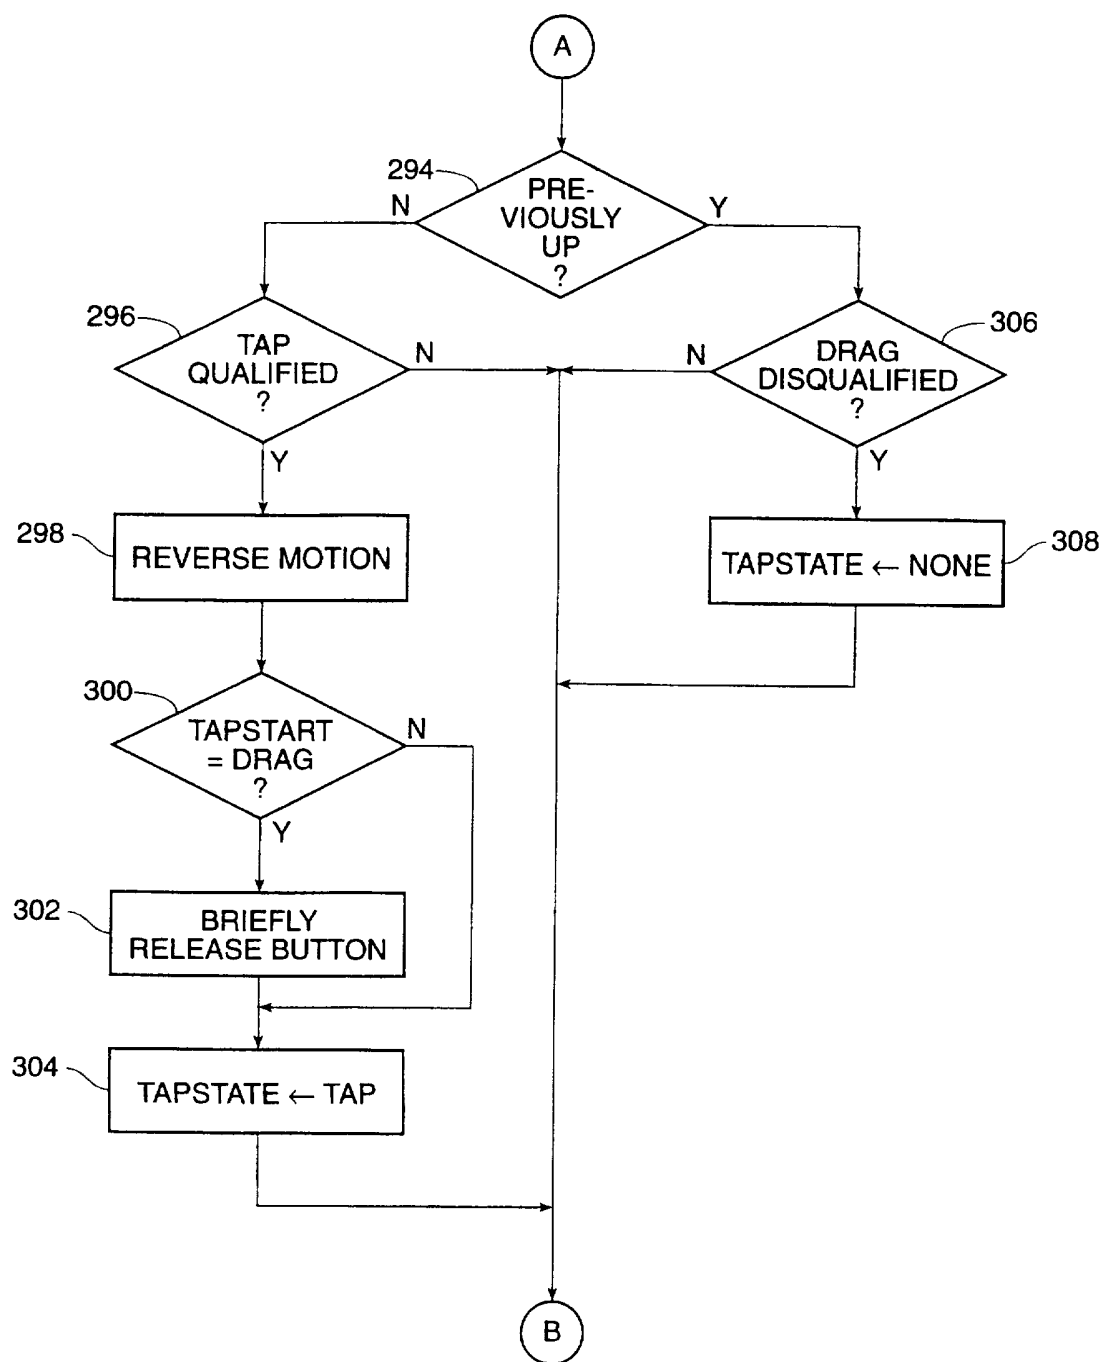 A
294
N
PRE-
VIOUSLY
UP
?
Y
296
TAP
QUALIFIED
?
N
N
306
DRAG
DISQUALIFIED
?
Y
Y
298
REVERSE MOTION
TAPSTATE ← NONE
308
300
TAPSTART
= DRAG
?
N
Y
302
BRIEFLY
RELEASE BUTTON
304
TAPSTATE ← TAP
B